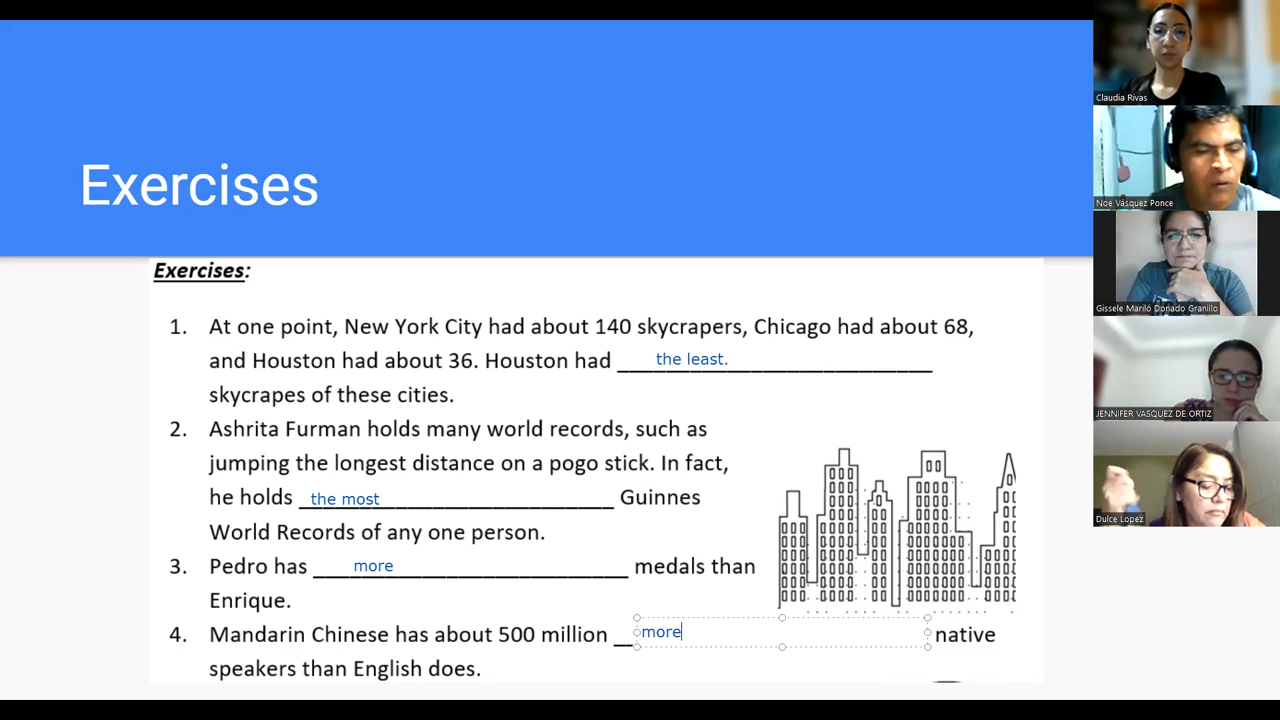 Exercises
Exercises:
1. At one point, New York City had about 140 skycrapers, Chicago had about 68,
and Houston had about 36. Houston had the least.
skycrapes of these cities.
2. Ashrita Furman holds many world records, such as
jumping the longest distance on a pogo stick. In fact,
he holds the most Guinnes
World Records of any one person.
3. Pedro has more medals than
Enrique.
4. Mandarin Chinese has about 500 million more native
speakers than English does.
Claudia Rivas
Noe Vásquez Ponce
Gissele Mariló Donado Granillo
JENNIFER VASQUEZ DE ORTIZ
Dulce Lopez